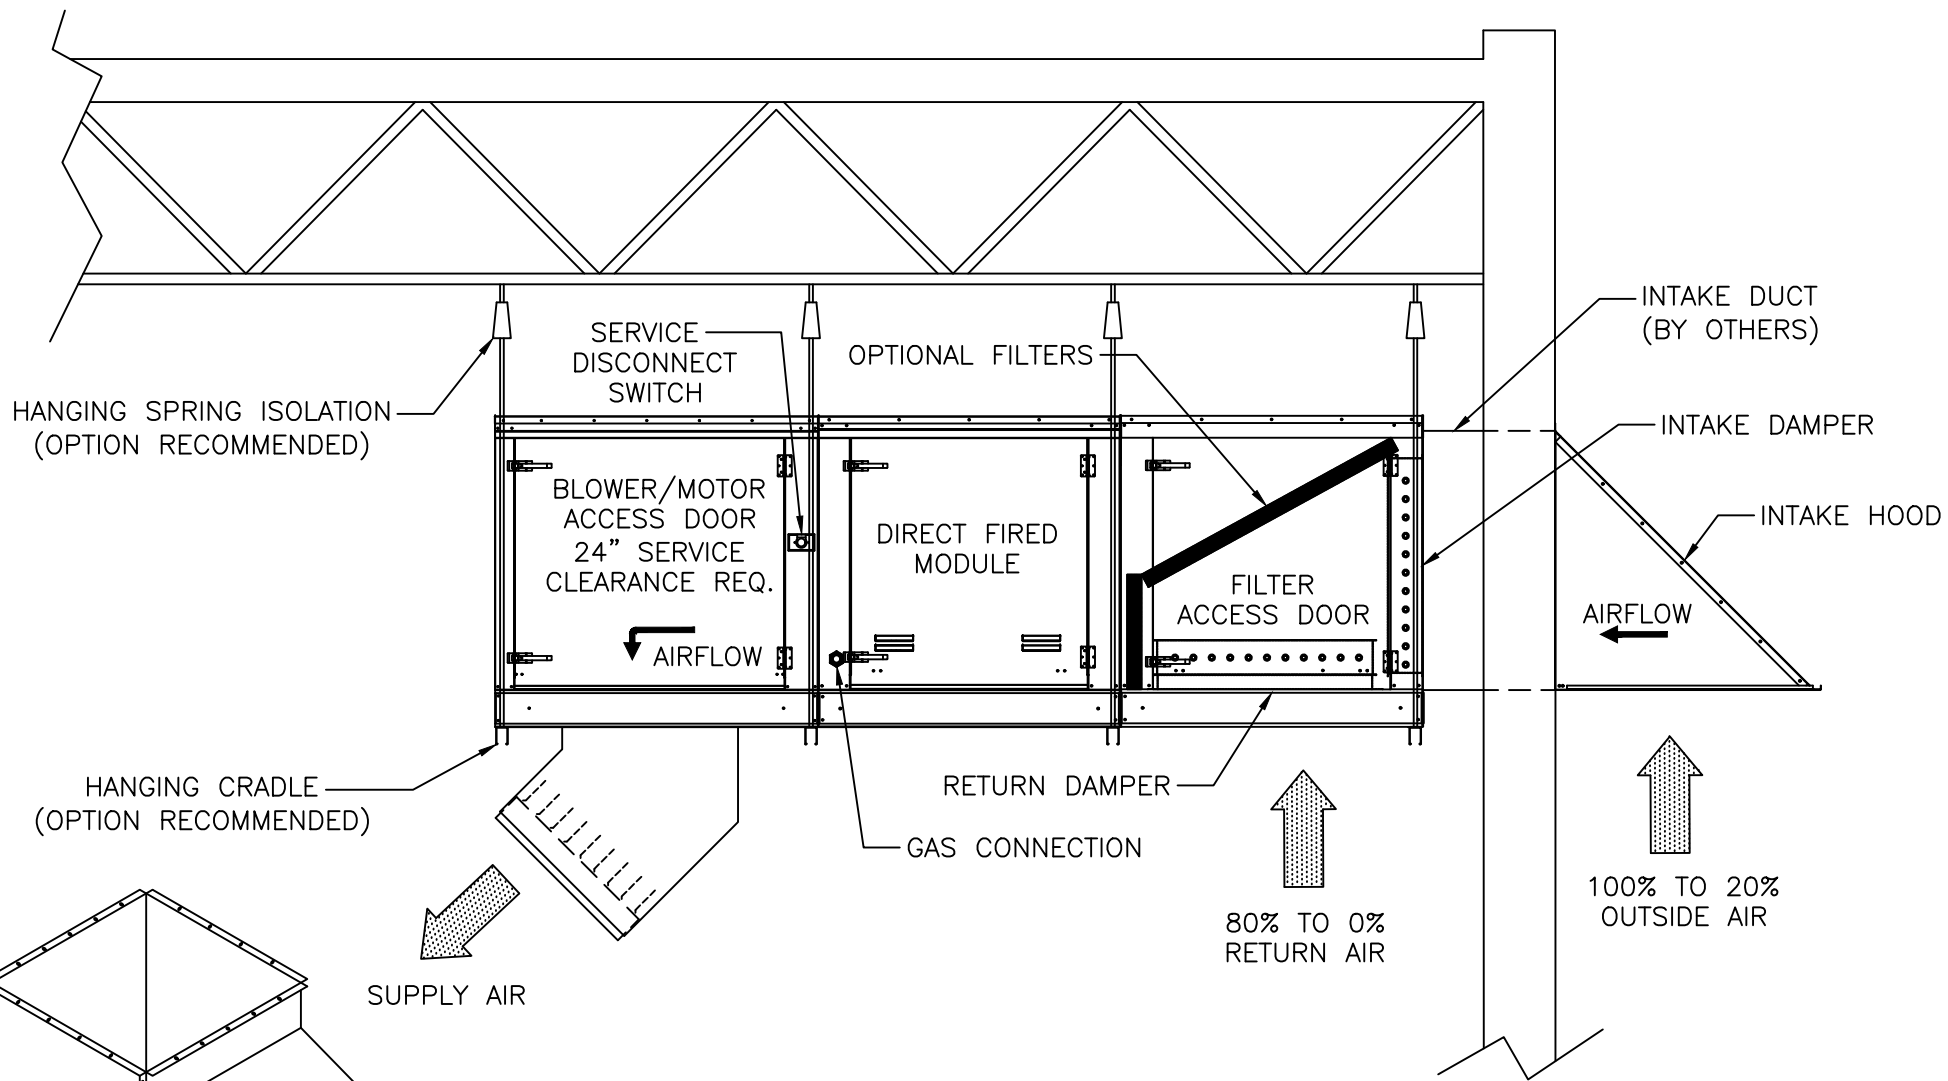 INTAKE DUCT
(BY OTHERS)
SERVICE
DISCONNECT
SWITCH
OPTIONAL FILTERS
HANGING SPRING ISOLATION
(OPTION RECOMMENDED)
INTAKE DAMPER
BLOWER/MOTOR
ACCESS DOOR
24" SERVICE
CLEARANCE REQ.
AIRFLOW
DIRECT FIRED
MODULE
FILTER
ACCESS DOOR
INTAKE HOOD
AIRFLOW
HANGING CRADLE
(OPTION RECOMMENDED)
RETURN DAMPER
GAS CONNECTION
80% TO 0%
RETURN AIR
100% TO 20%
OUTSIDE AIR
SUPPLY AIR